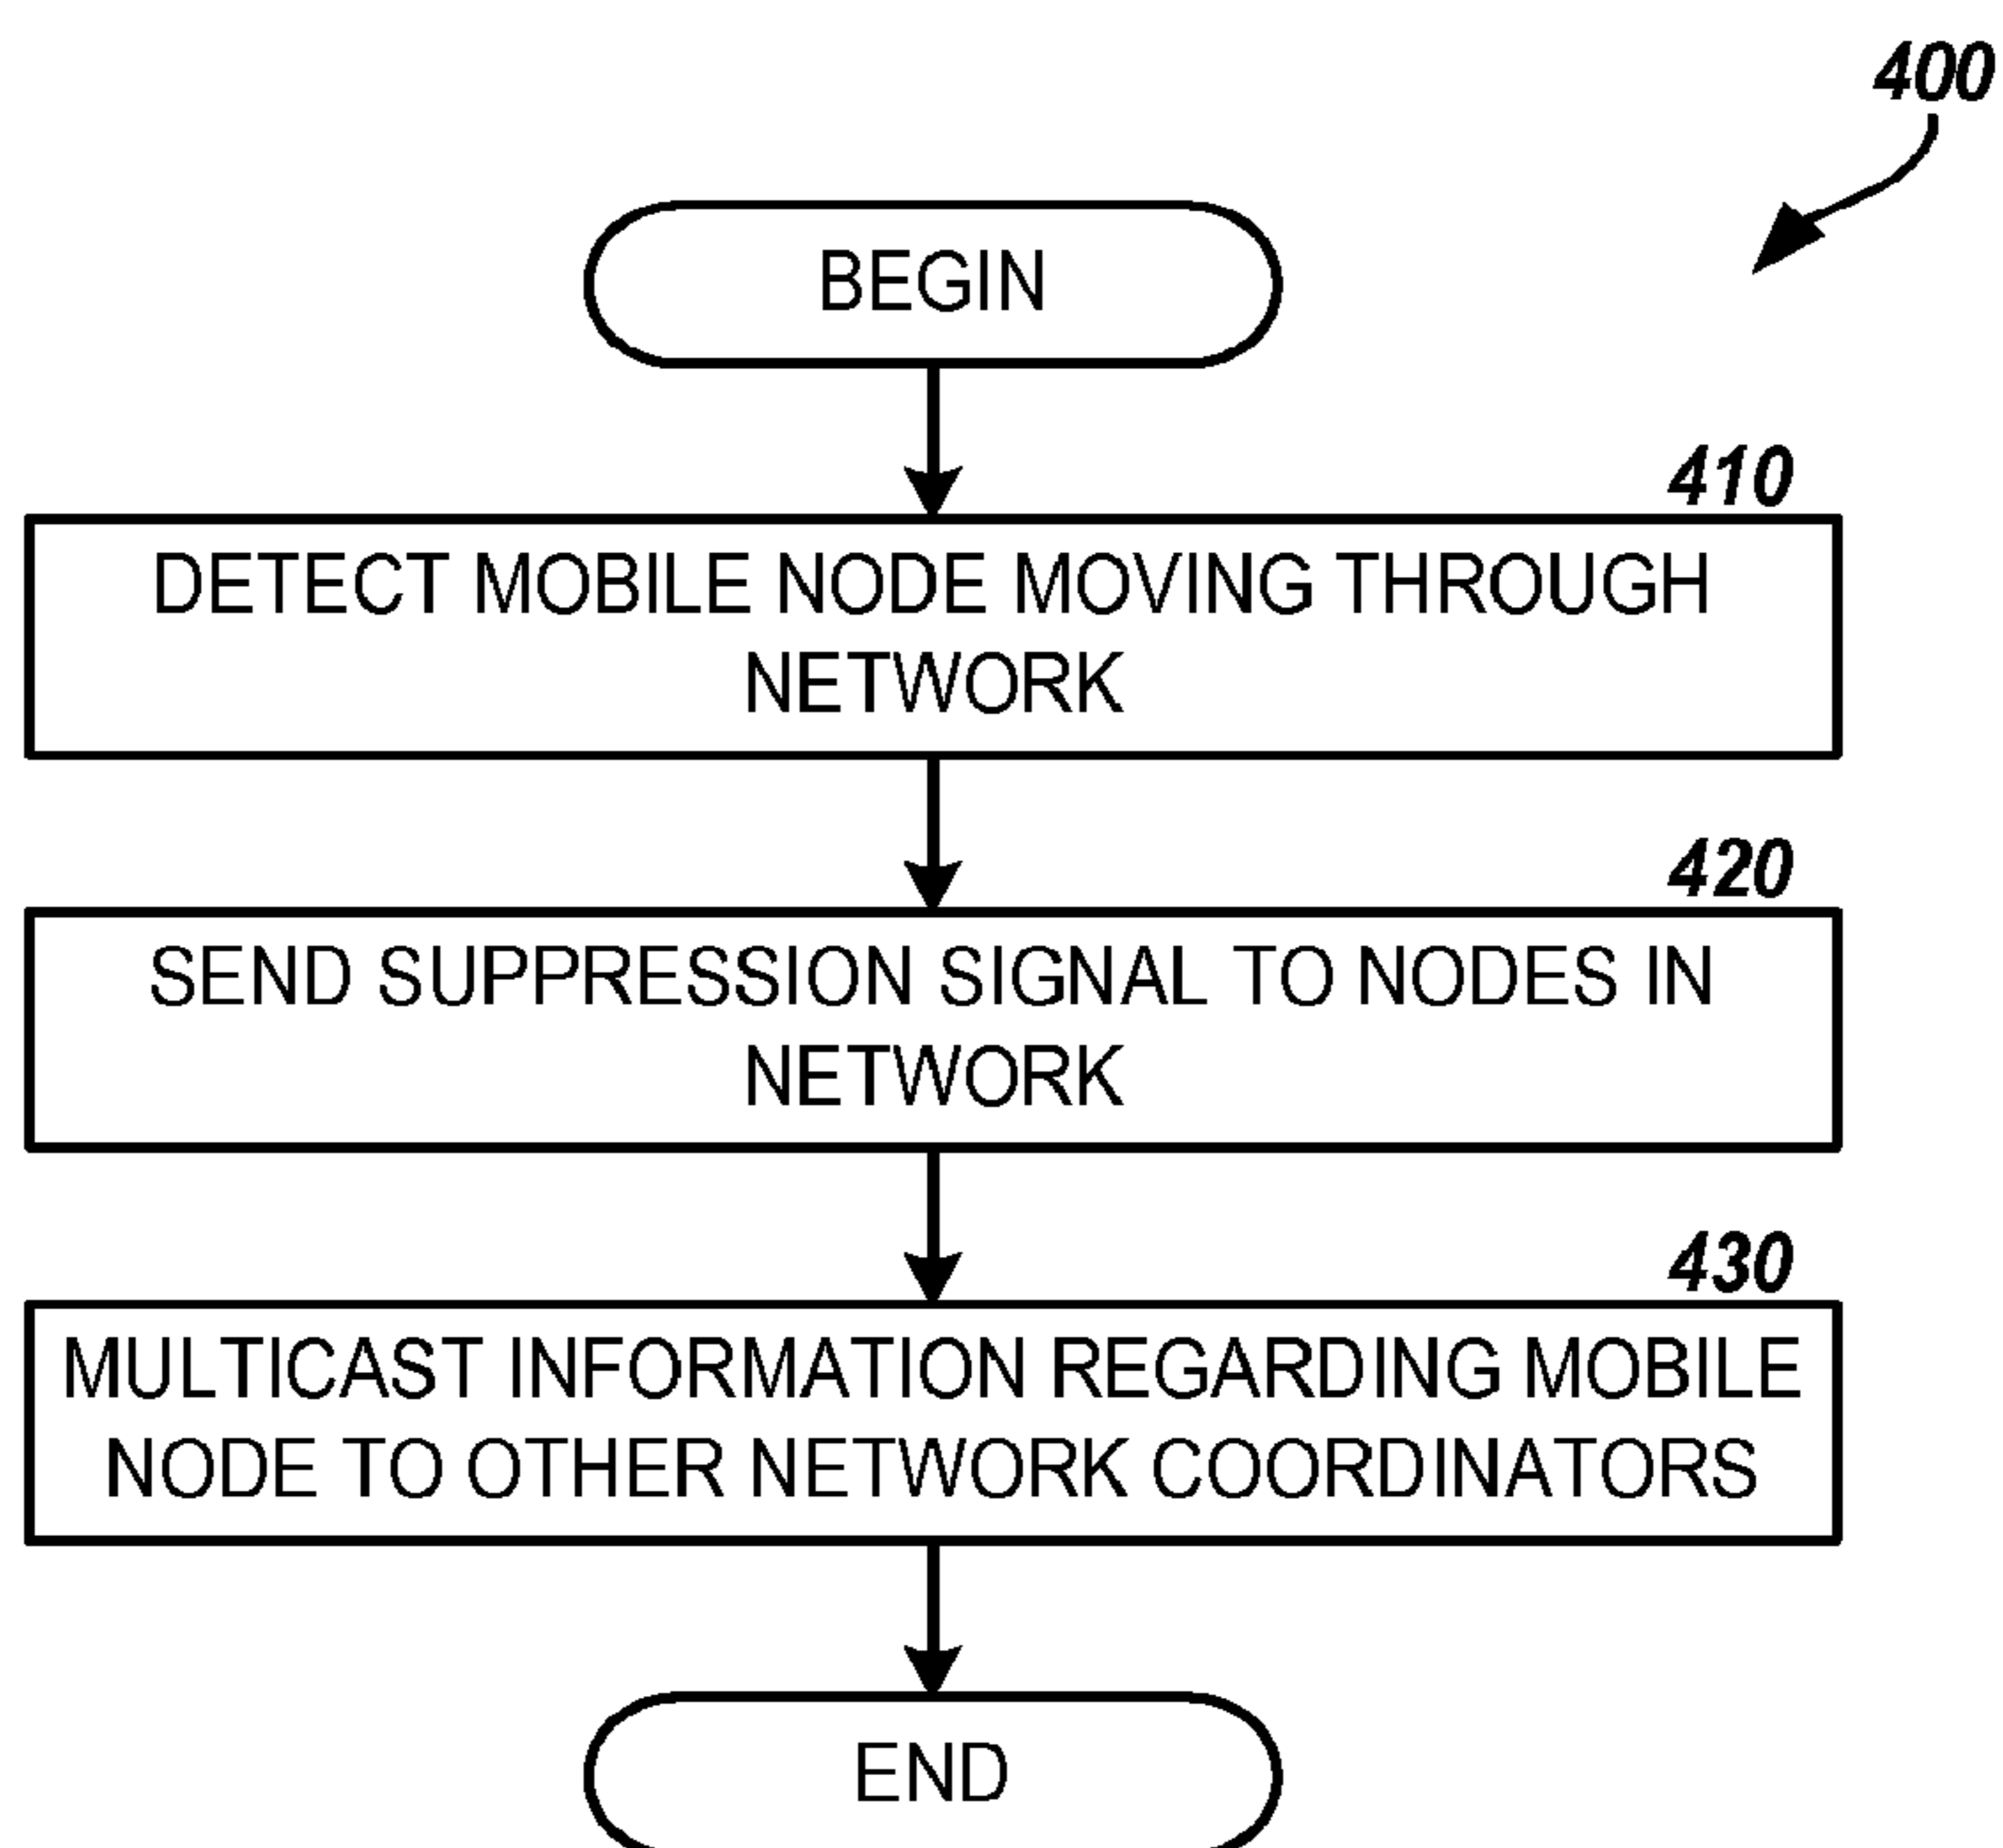 400
BEGIN
410
DETECT MOBILE NODE MOVING THROUGH
NETWORK
420
SEND SUPPRESSION SIGNAL TO NODES IN
NETWORK
430
MULTICAST INFORMATION REGARDING MOBILE
NODE TO OTHER NETWORK COORDINATORS
END